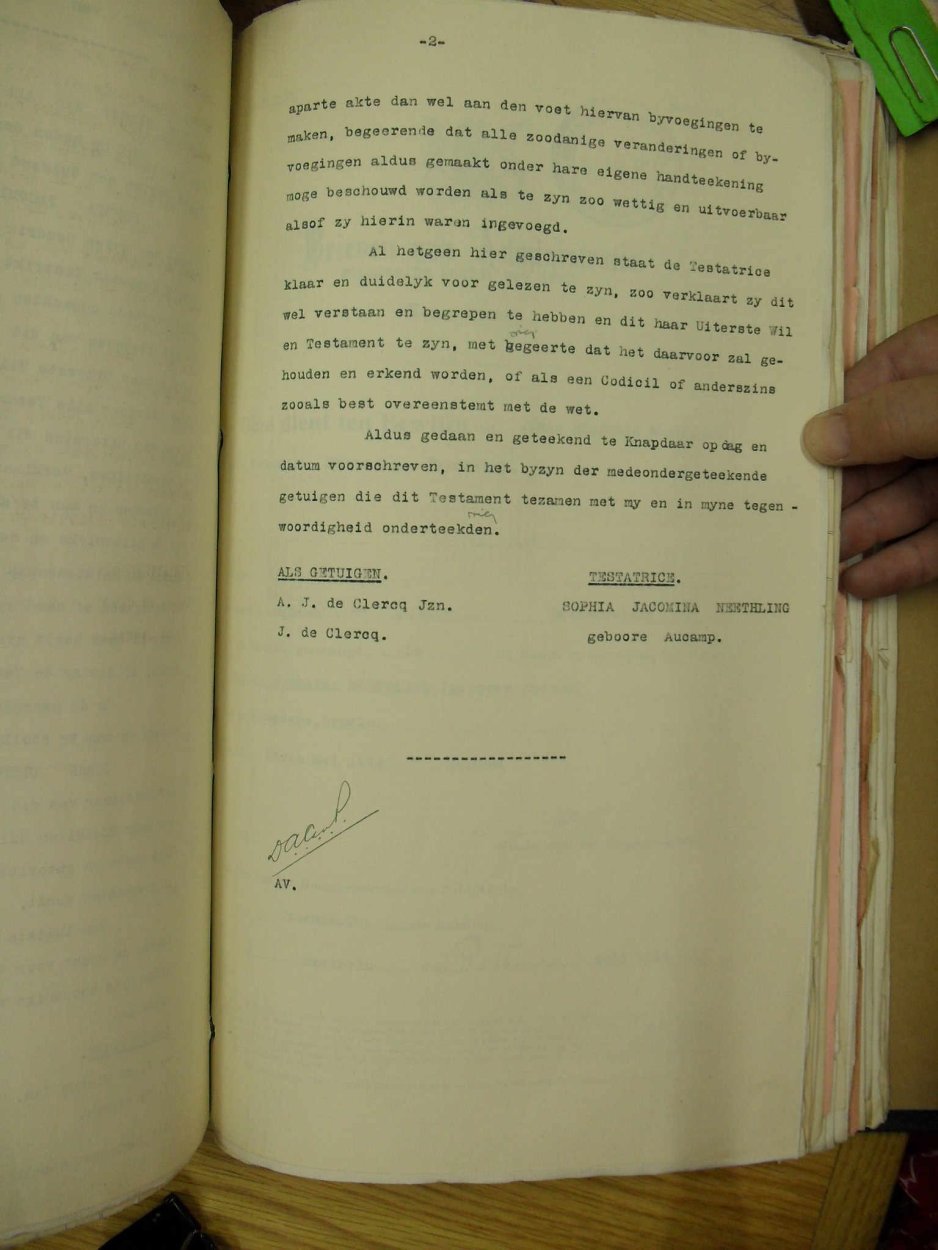 -2-
aparte akte dan wel aan den voet hiervan byvoegingen te
maken, begeerende dat alle zoodanige veranderingen of by-
voegingen aldus gemaakt onder hare eigene handteekening
moge beschouwd worden als te zyn zoo wettig en uitvoerbaar
alsof zy hierin waren ingevoegd.
Al hetgeen hier geschreven staat de Testatrice
klaar en duidelyk voor gelezen te zyn, zoo verklaart zy dit
wel verstaan en begrepen te hebben en dit haar Uiterste Wil
en Testament te zyn, met begeerte dat het daarvoor zal ge-
houden en erkend worden, of als een Codicil of anderszins
zooals best overeenstemt met de wet.
Aldus gedaan en geteekend te Knapdaar op dag en
datum voorschreven, in het byzyn der medeondergeteekende
getuigen die dit Testament tezamen met my en in myne tegen -
woordigheid onderteekden.
ALS GETUIGEN.
TESTATRICE.
A. J. de Clercq Jzn.
SOPHIA JACOMINA NEETHLING
J. de Clercq.
geboore Aucamp.
-----------------
AV.